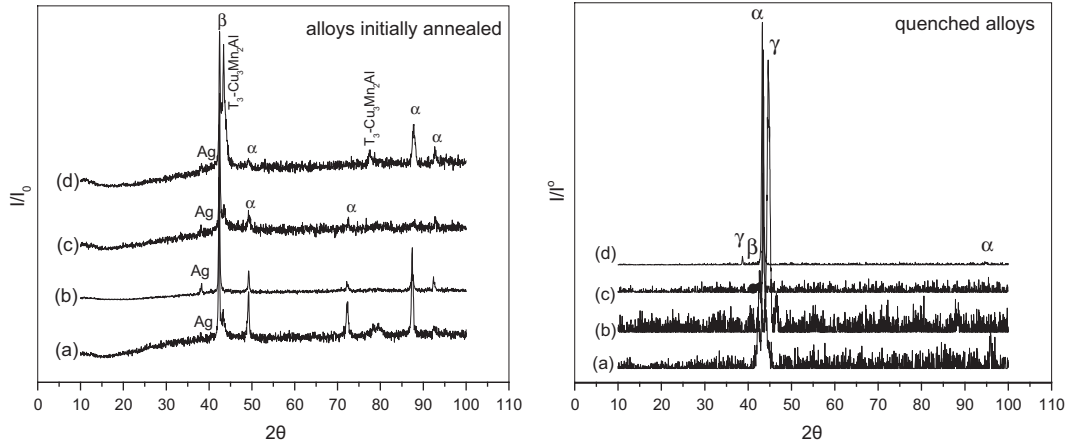 alloys initially annealed
β
T₃-Cu₃Mn₂Al
T₃-Cu₃Mn₂Al
α
α
Ag
α
(d)
Ag
α
α
(c)
Ag
(b)
Ag
(a)
I/I₀
0 10 20 30 40 50 60 70 80 90 100 110
2θ
quenched alloys
α
γ
γ
β
α
(d)
(c)
(b)
(a)
I/I°
0 10 20 30 40 50 60 70 80 90 100 110
2θ